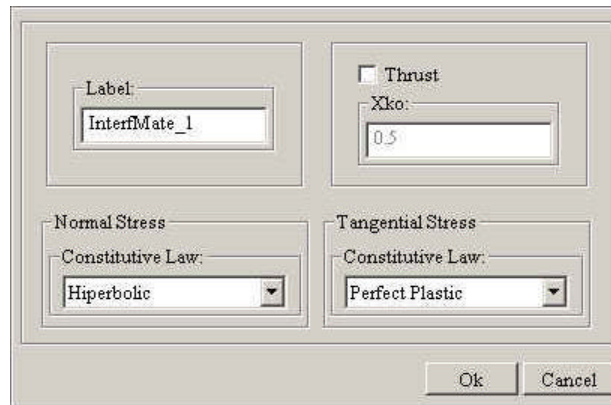 Label:
InterfMate_1
Thrust
Xko:
0.5
Normal Stress
Constitutive Law:
Hiperbolic
Tangential Stress
Constitutive Law:
Perfect Plastic
Ok
Cancel